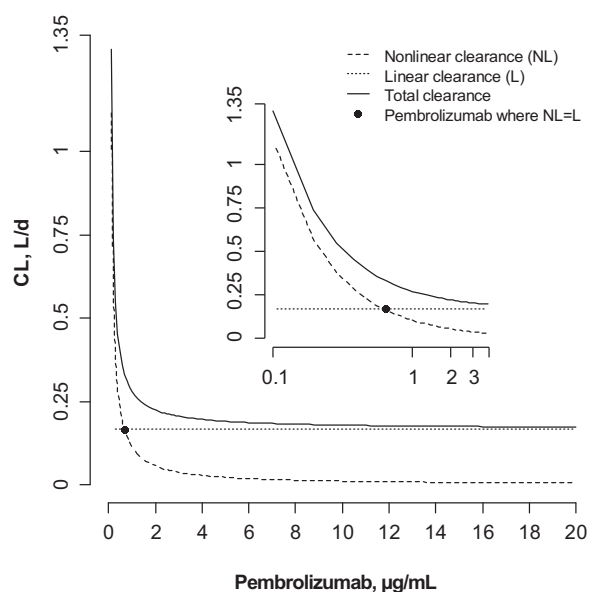 1.35
1
0.75
0.5
0.25
0
CL, L/d
Nonlinear clearance (NL)
Linear clearance (L)
Total clearance
Pembrolizumab where NL=L
1.35
1
0.75
0.5
0.25
0
0.1 1 2 3
0 2 4 6 8 10 12 14 16 18 20
Pembrolizumab, µg/mL